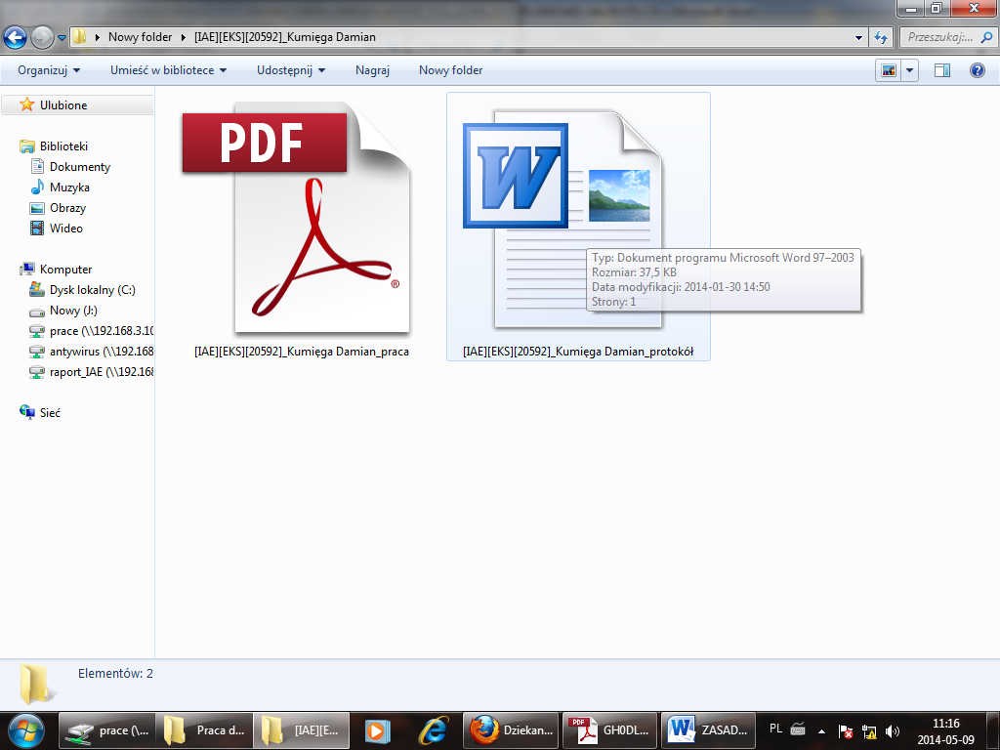 Nowy folder ▸ [IAE][EKS][20592]_Kumięga Damian
Przeszukaj:...
Organizuj
Umieść w bibliotece
Udostępnij
Nagraj
Nowy folder
Ulubione
Biblioteki
Dokumenty
Muzyka
Obrazy
Wideo
Komputer
Dysk lokalny (C:)
Nowy (J:)
prace (\\192.168.3.10
antywirus (\\192.168
raport_IAE (\\192.168
Sieć
PDF
®
[IAE][EKS][20592]_Kumięga Damian_praca
W
[IAE][EKS][20592]_Kumięga Damian_protokół
Typ: Dokument programu Microsoft Word 97–2003
Rozmiar: 37,5 KB
Data modyfikacji: 2014-01-30 14:50
Strony: 1
Elementów: 2
prace (\...
Praca d...
[IAE][E...
Dziekan...
PDF
GH0DL...
W
ZASAD...
PL
11:16
2014-05-09